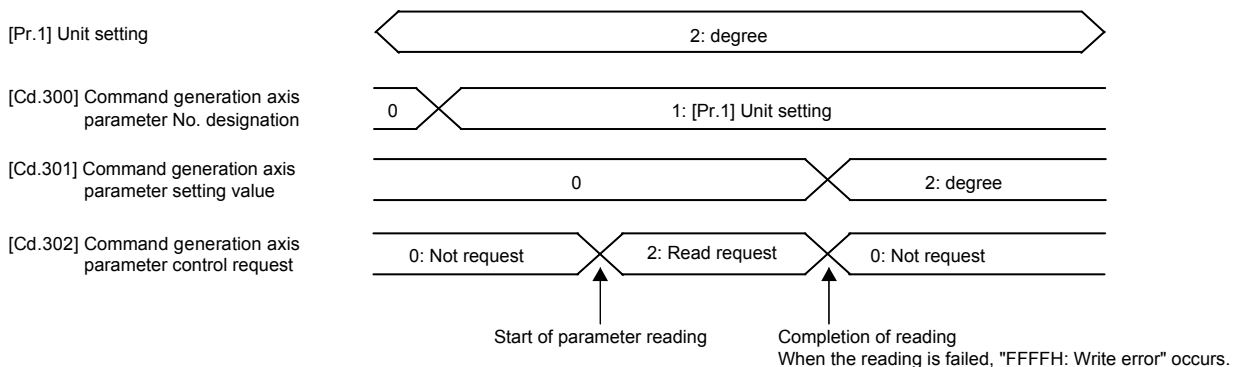 [Pr.1] Unit setting
2: degree
[Cd.300] Command generation axis
parameter No. designation
0
1: [Pr.1] Unit setting
[Cd.301] Command generation axis
parameter setting value
0
2: degree
[Cd.302] Command generation axis
parameter control request
0: Not request
2: Read request
0: Not request
Start of parameter reading
Completion of reading
When the reading is failed, "FFFFH: Write error" occurs.